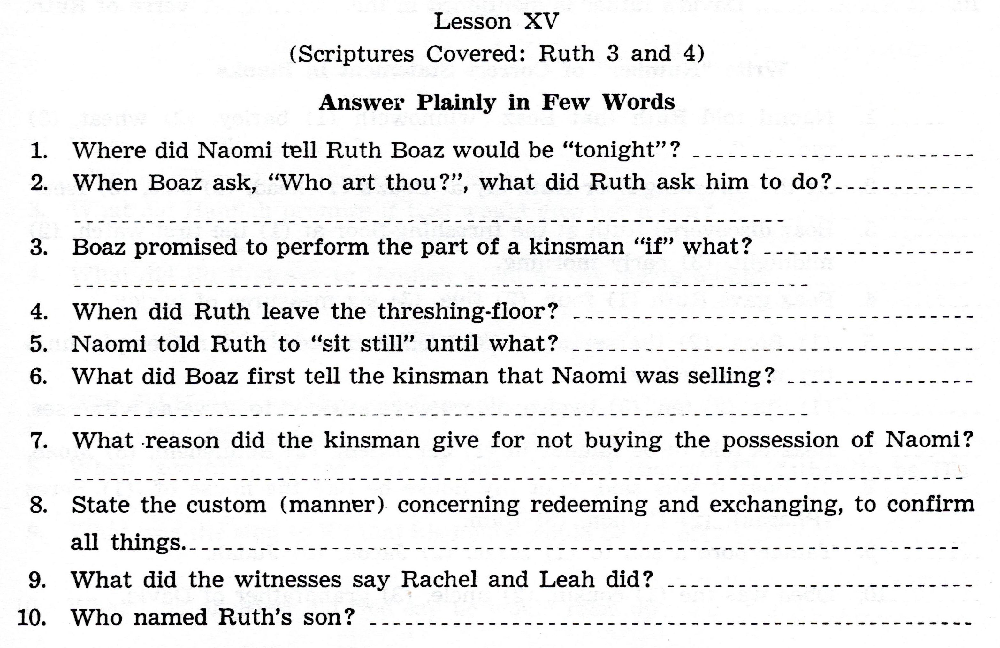 Lesson XV
(Scriptures Covered: Ruth 3 and 4)
Answer Plainly in Few Words
1. Where did Naomi tell Ruth Boaz would be “tonight”?
2. When Boaz ask, “Who art thou?”, what did Ruth ask him to do?
3. Boaz promised to perform the part of a kinsman “if” what?
4. When did Ruth leave the threshing-floor?
5. Naomi told Ruth to “sit still” until what?
6. What did Boaz first tell the kinsman that Naomi was selling?
7. What reason did the kinsman give for not buying the possession of Naomi?
8. State the custom (manner) concerning redeeming and exchanging, to confirm
all things.
9. What did the witnesses say Rachel and Leah did?
10. Who named Ruth’s son?